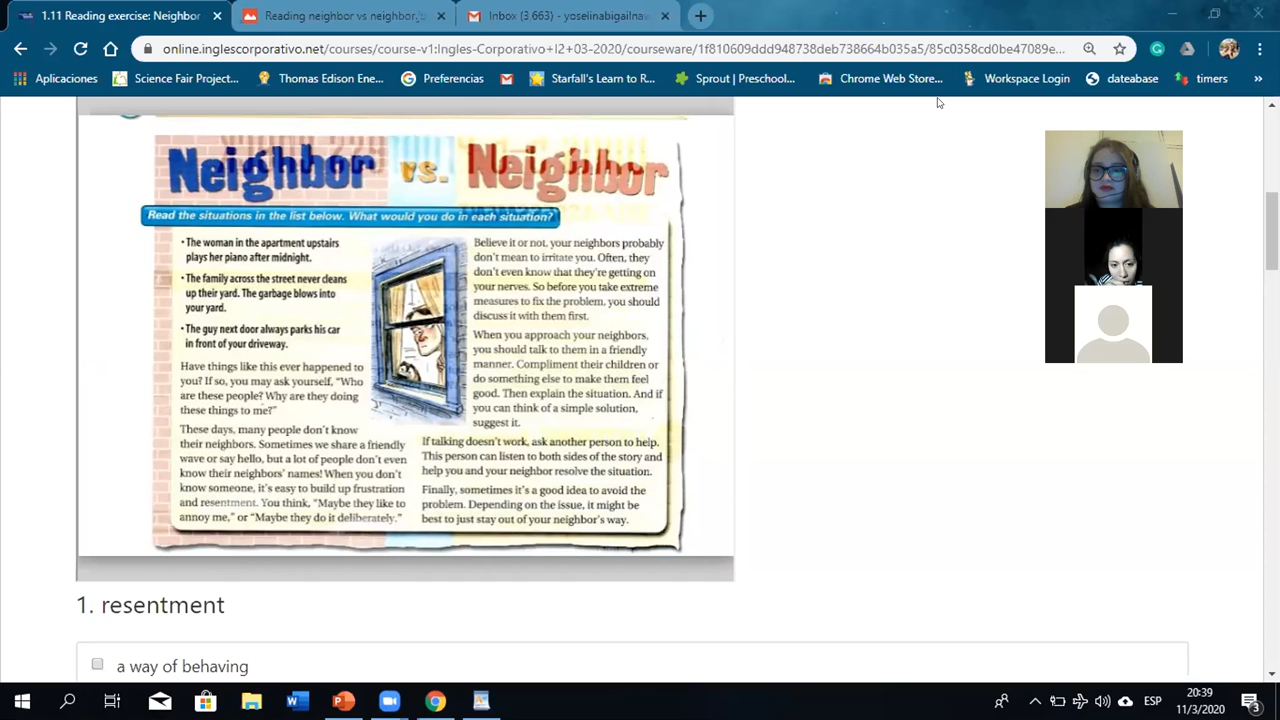 1.11 Reading exercise: Neighbor
Reading neighbor vs neighbor,
Inbox (3,663) - yoselinabigailna
online.inglescorporativo.net/courses/course-v1:Ingles-Corporativo+I2+03-2020/courseware/1f810609ddd948738deb738664b035a5/85c0358cd0be47089e...
Aplicaciones
Science Fair Project...
Thomas Edison Ene...
Preferencias
Starfall's Learn to R...
Sprout | Preschool...
Chrome Web Store...
Workspace Login
dateabase
timers
»
Neighbor vs. Neighbor
Read the situations in the list below. What would you do in each situation?
• The woman in the apartment upstairs
plays her piano after midnight.
• The family across the street never cleans
up their yard. The garbage blows into
your yard.
• The guy next door always parks his car
in front of your driveway.
Have things like this ever happened to
you? If so, you may ask yourself, "Who
are these people? Why are they doing
these things to me?"
These days, many people don't know
their neighbors. Sometimes we share a friendly
wave or say hello, but a lot of people don't even
know their neighbors' names! When you don't
know someone, it's easy to build up frustration
and resentment. You think, "Maybe they like to
annoy me," or "Maybe they do it deliberately."
Believe it or not, your neighbors probably
don't mean to irritate you. Often, they
don't even know that they're getting on
your nerves. So before you take extreme
measures to fix the problem, you should
discuss it with them first.
When you approach your neighbors,
you should talk to them in a friendly
manner. Compliment their children or
do something else to make them feel
good. Then explain the situation. And if
you can think of a simple solution,
suggest it.
If talking doesn't work, ask another person to help.
This person can listen to both sides of the story and
help you and your neighbor resolve the situation.
Finally, sometimes it's a good idea to avoid the
problem. Depending on the issue, it might be
best to just stay out of your neighbor's way.
1. resentment
a way of behaving
ESP
20:39
11/3/2020
3